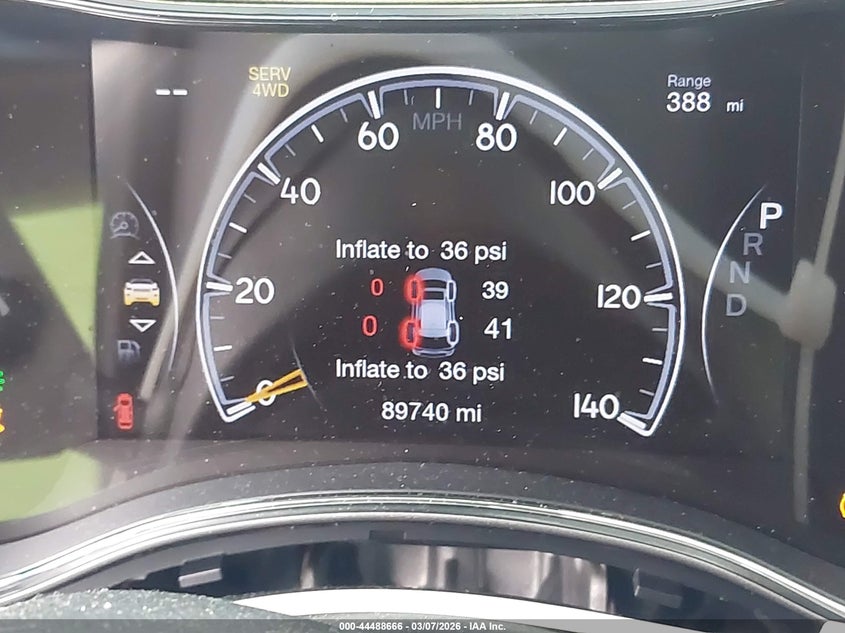 SERV
4WD
--
Range
388 mi
MPH
0
20
40
60
80
100
120
140
P
R
N
D
Inflate to 36 psi
0 39
0 41
Inflate to 36 psi
89740 mi
000-44488666 - 03/07/2026 - IAA Inc.